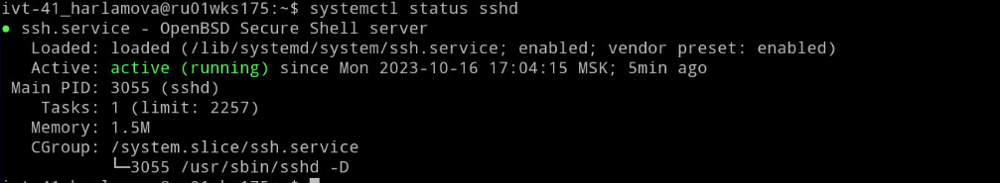 ivt-41_harlamova@ru01wks175:~$ systemctl status sshd
● ssh.service - OpenBSD Secure Shell server
   Loaded: loaded (/lib/systemd/system/ssh.service; enabled; vendor preset: enabled)
   Active: active (running) since Mon 2023-10-16 17:04:15 MSK; 5min ago
 Main PID: 3055 (sshd)
    Tasks: 1 (limit: 2257)
   Memory: 1.5M
   CGroup: /system.slice/ssh.service
           └─3055 /usr/sbin/sshd -D
ivt-41_harlamova@ru01wks175:~$